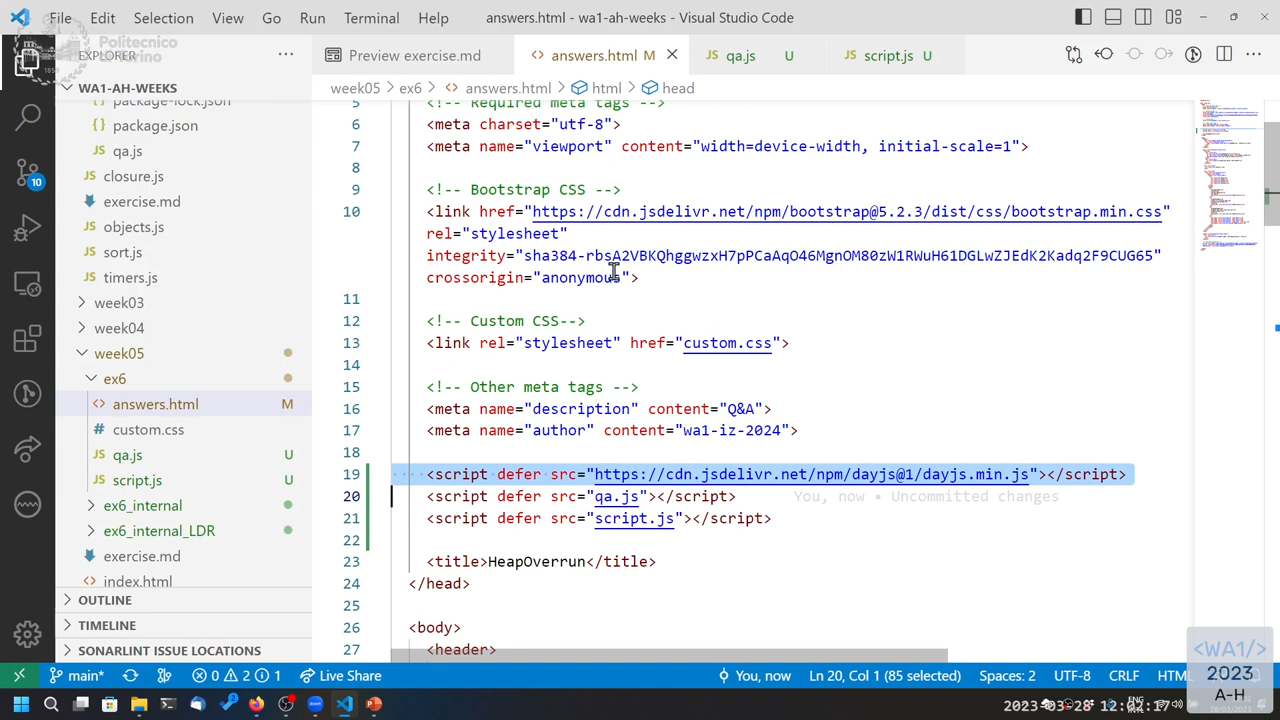 File Edit Selection View Go Run Terminal Help answers.html - wa1-ah-weeks - Visual Studio Code
Politecnico
EXPLORER
Preview exercise.md
answers.html M
qa.js U
script.js U
WA1-AH-WEEKS
week05 > ex6 > answers.html > html > head
package-lock.json
package.json
qa.js
closure.js
exercise.md
objects.js
sort.js
timers.js
week03
week04
week05
ex6
answers.html M
custom.css
qa.js U
script.js U
ex6_internal
ex6_internal_LDR
exercise.md
index.html
OUTLINE
TIMELINE
SONARLINT ISSUE LOCATIONS
10
5 <!-- Required meta tags -->
6 <meta charset="utf-8">
7 <meta name="viewport" content="width=device-width, initial-scale=1">
8
9 <!-- Bootstrap CSS -->
10 <link href="https://cdn.jsdelivr.net/npm/bootstrap@5.2.3/dist/css/bootstrap.min.css"
rel="stylesheet"
integrity="sha384-rbsA2VBKQhggwzxH7pPCaAqO46MgnOM80zW1RWuH61DGLwZJEdK2Kadq2F9CUG65"
crossorigin="anonymous">
11
12 <!-- Custom CSS-->
13 <link rel="stylesheet" href="custom.css">
14
15 <!-- Other meta tags -->
16 <meta name="description" content="Q&A">
17 <meta name="author" content="wa1-iz-2024">
18
19 <script defer src="https://cdn.jsdelivr.net/npm/dayjs@1/dayjs.min.js"></script>
20 <script defer src="qa.js"></script> You, now • Uncommitted changes
21 <script defer src="script.js"></script>
22
23 <title>HeapOverrun</title>
24 </head>
25
26 <body>
27 <header>
main* 0 2 1 Live Share You, now Ln 20, Col 1 (85 selected) Spaces: 2 UTF-8 CRLF HTML
<WA1/>
2023
A-H
ENG
2023-03-28 12:02:17